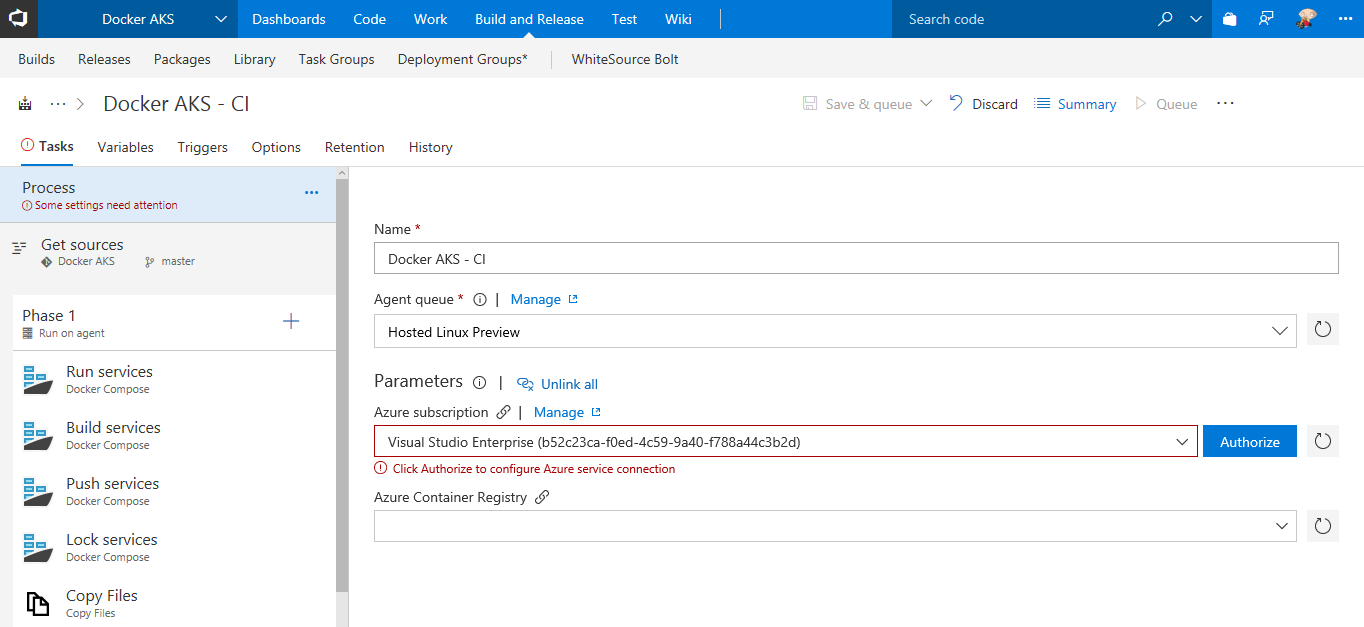 Docker AKS Dashboards Code Work Build and Release Test Wiki Search code
Builds Releases Packages Library Task Groups Deployment Groups* WhiteSource Bolt
Docker AKS - CI Save & queue Discard Summary Queue
Tasks Variables Triggers Options Retention History
Process
Some settings need attention
Get sources
Docker AKS master
Phase 1
Run on agent
Run services
Docker Compose
Build services
Docker Compose
Push services
Docker Compose
Lock services
Docker Compose
Copy Files
Copy Files
Name *
Docker AKS - CI
Agent queue * | Manage
Hosted Linux Preview
Parameters | Unlink all
Azure subscription | Manage
Visual Studio Enterprise (b52c23ca-f0ed-4c59-9a40-f788a44c3b2d) Authorize
Click Authorize to configure Azure service connection
Azure Container Registry